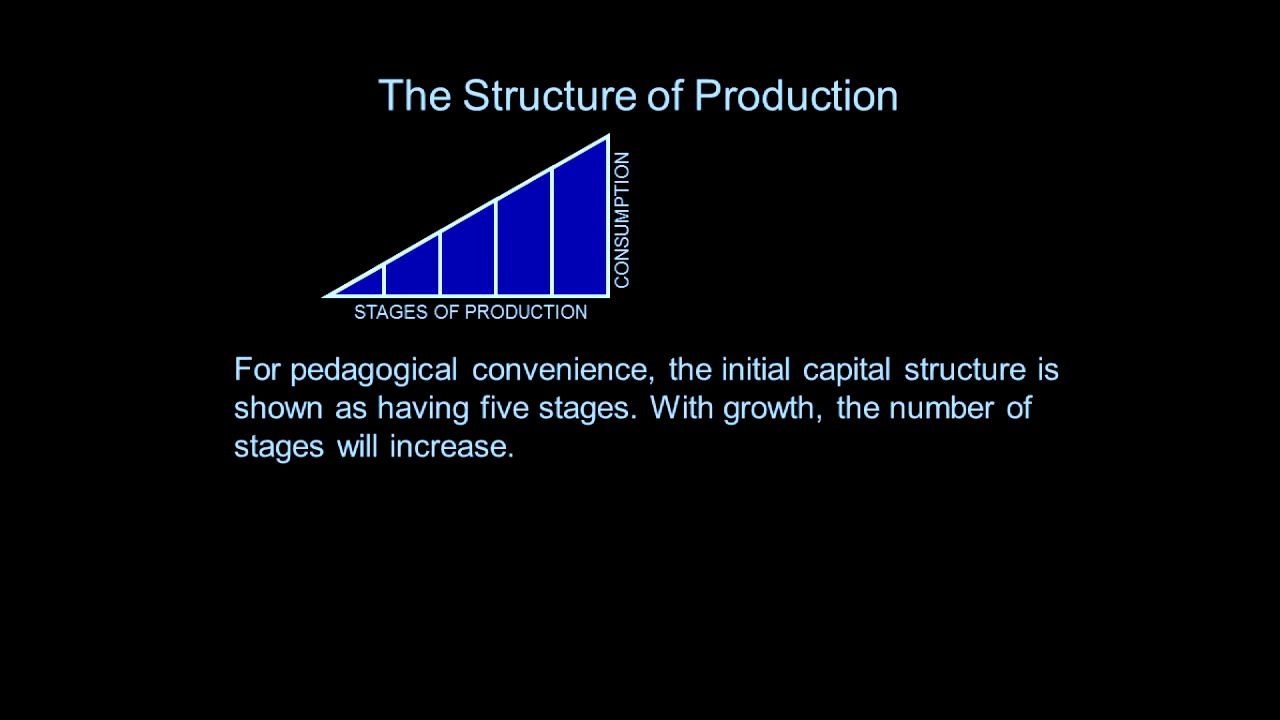 The Structure of Production
CONSUMPTION
STAGES OF PRODUCTION
For pedagogical convenience, the initial capital structure is
shown as having five stages. With growth, the number of
stages will increase.